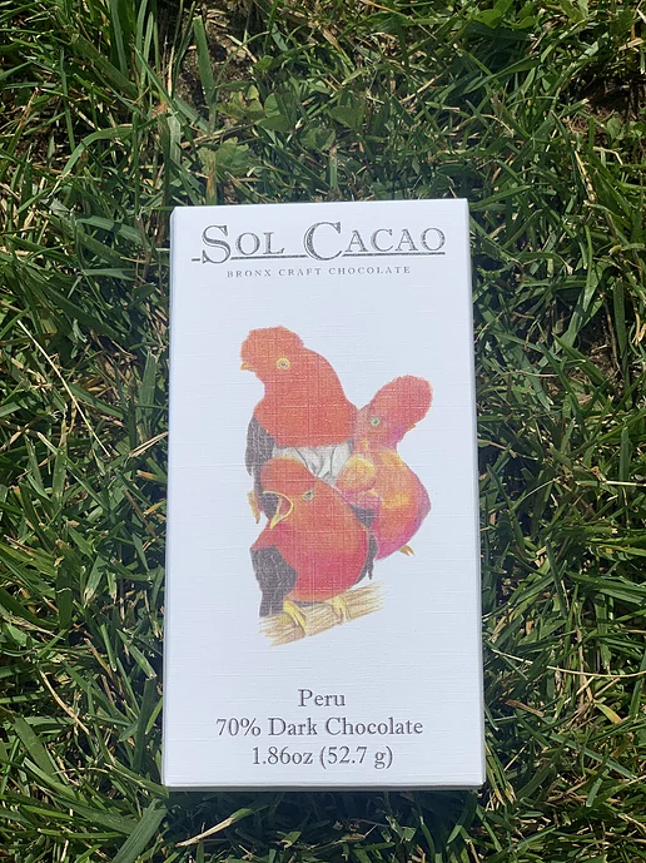 SOL CACAO
BRONX CRAFT CHOCOLATE
Peru
70% Dark Chocolate
1.86oz (52.7 g)